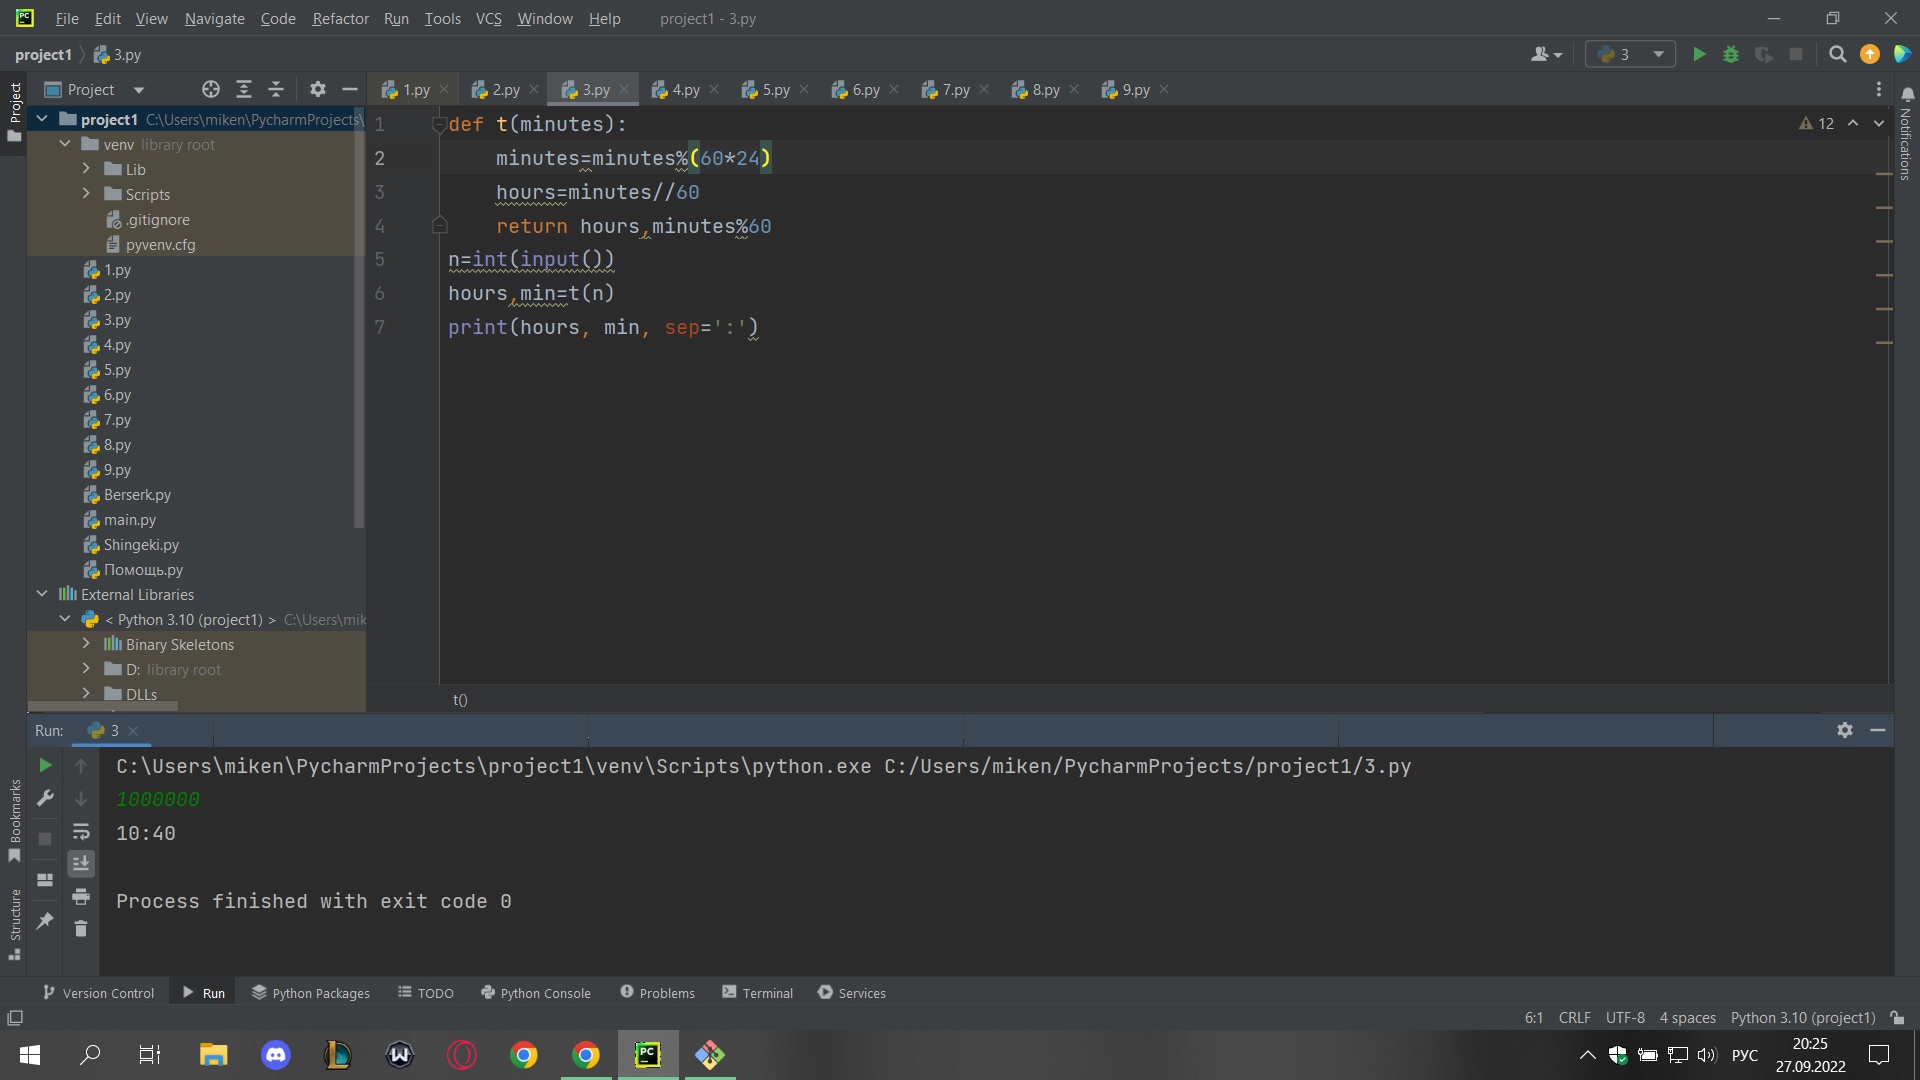 File Edit View Navigate Code Refactor Run Tools VCS Window Help project1 - 3.py
project1 3.py
3
Project
Project
1.py 2.py 3.py 4.py 5.py 6.py 7.py 8.py 9.py
Notifications
project1 C:\Users\miken\PycharmProjects\
venv library root
Lib
Scripts
.gitignore
pyvenv.cfg
1.py
2.py
3.py
4.py
5.py
6.py
7.py
8.py
9.py
Berserk.py
main.py
Shingeki.py
Помощь.py
External Libraries
< Python 3.10 (project1) > C:\Users\mik
Binary Skeletons
D: library root
DLLs
12
1 def t(minutes):
2 minutes=minutes%(60*24)
3 hours=minutes//60
4 return hours,minutes%60
5 n=int(input())
6 hours,min=t(n)
7 print(hours, min, sep=':')
t()
Run: 3
C:\Users\miken\PycharmProjects\project1\venv\Scripts\python.exe C:/Users/miken/PycharmProjects/project1/3.py
1000000
10:40
Process finished with exit code 0
Bookmarks
Structure
Version Control Run Python Packages TODO Python Console Problems Terminal Services
6:1 CRLF UTF-8 4 spaces Python 3.10 (project1)
PC
РУС
20:25
27.09.2022